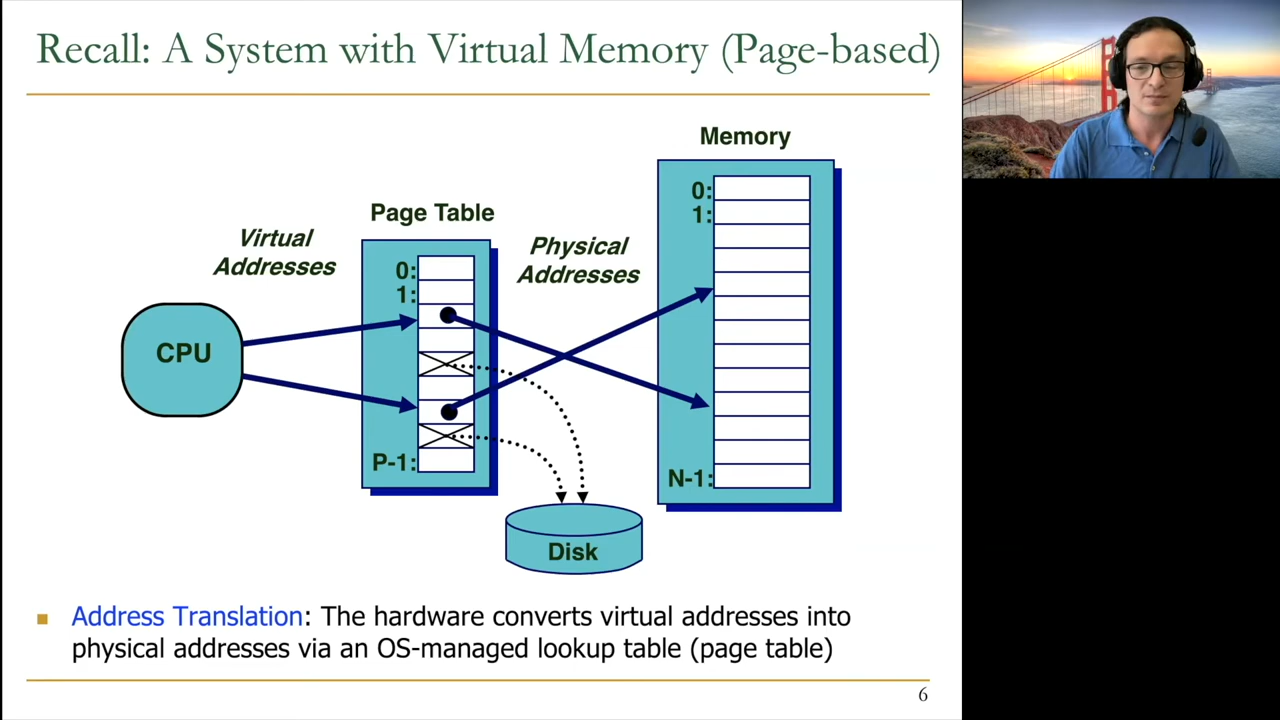 Recall: A System with Virtual Memory (Page-based)
Memory
0:
1:
Page Table
Virtual
Addresses
Physical
Addresses
0:
1:
CPU
P-1:
N-1:
Disk
Address Translation: The hardware converts virtual addresses into
physical addresses via an OS-managed lookup table (page table)
6